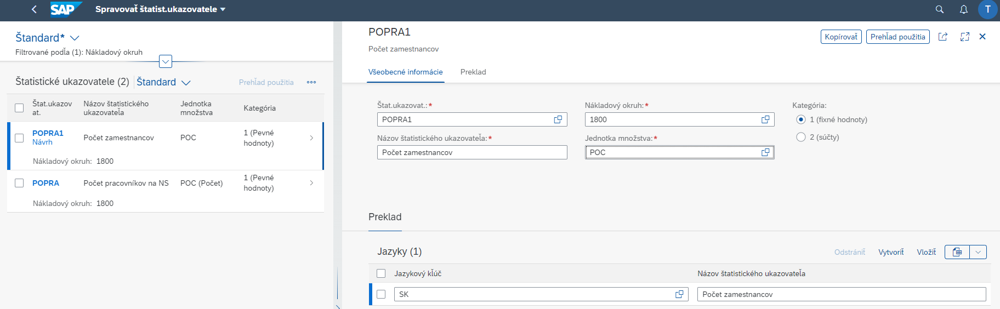 SAP Spravovať štatist.ukazovatele
T
Štandard*
Filtrované podľa (1): Nákladový okruh
Štatistické ukazovatele (2) Štandard Prehľad použitia
Štat.ukazov
at.
Názov štatistického
ukazovateľa
Jednotka
množstva
Kategória
POPRA1
Návrh
Počet zamestnancov
POC
1 (Pevné
hodnoty)
Nákladový okruh: 1800
POPRA
Počet pracovníkov na NS
POC (Počet)
1 (Pevné
hodnoty)
Nákladový okruh: 1800
POPRA1
Počet zamestnancov
Kopírovať Prehľad použitia
Všeobecné informácie Preklad
Štat.ukazovat.:*
POPRA1
Názov štatistického ukazovateľa:*
Počet zamestnancov
Nákladový okruh:*
1800
Jednotka množstva:*
POC
Kategória:
1 (fixné hodnoty)
2 (súčty)
Preklad
Jazyky (1)
Odstrániť Vytvoriť Vložiť
Jazykový kľúč Názov štatistického ukazovateľa
SK Počet zamestnancov